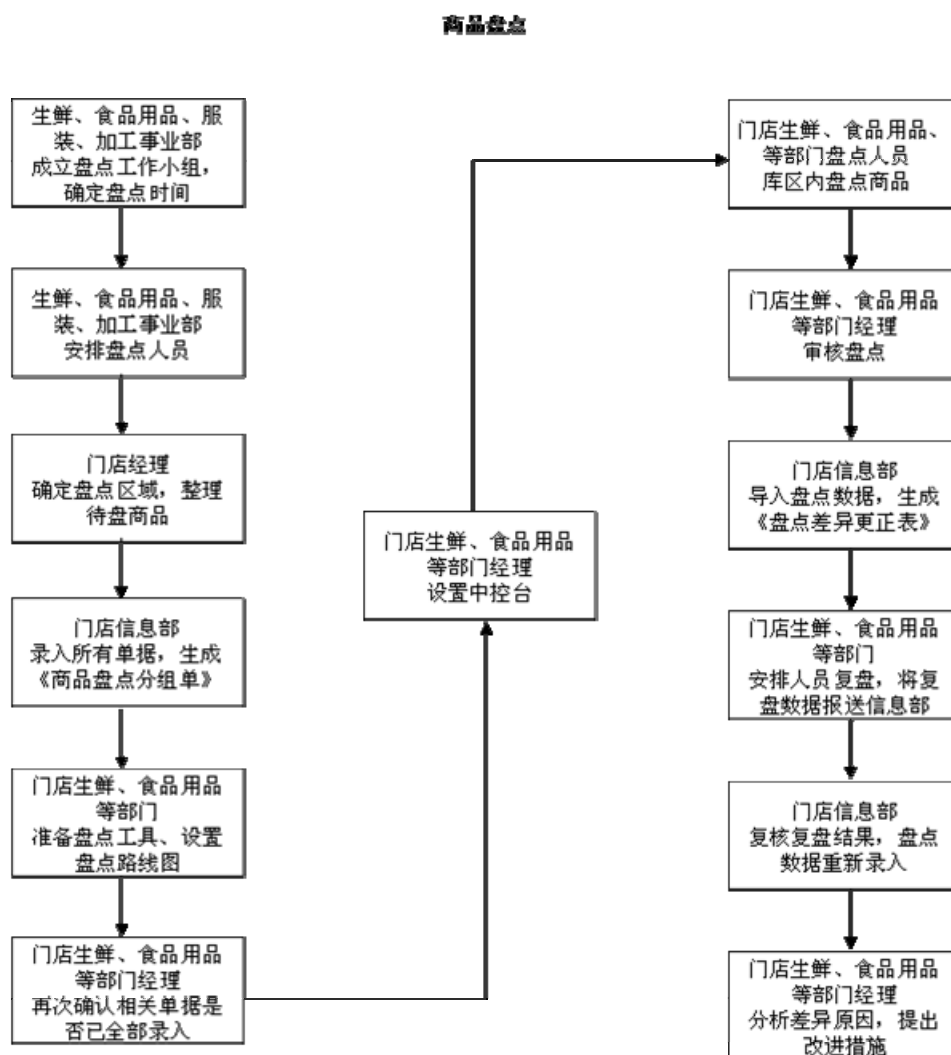 商品盘点
生鲜、食品用品、服
装、加工事业部
成立盘点工作小组，
确定盘点时间
生鲜、食品用品、服
装、加工事业部
安排盘点人员
门店经理
确定盘点区域，整理
待盘商品
门店信息部
录入所有单据，生成
《商品盘点分组单》
门店生鲜、食品用品
等部门
准备盘点工具、设置
盘点路线图
门店生鲜、食品用品
等部门经理
再次确认相关单据是
否已全部录入
门店生鲜、食品用品
等部门经理
设置中控台
门店生鲜、食品用品、
等部门盘点人员
库区内盘点商品
门店生鲜、食品用品
等部门经理
审核盘点
门店信息部
导入盘点数据，生成
《盘点差异更正表》
门店生鲜、食品用品
等部门
安排人员复盘，将复
盘数据报送信息部
门店信息部
复核复盘结果，盘点
数据重新录入
门店生鲜、食品用品
等部门经理
分析差异原因，提出
改进措施